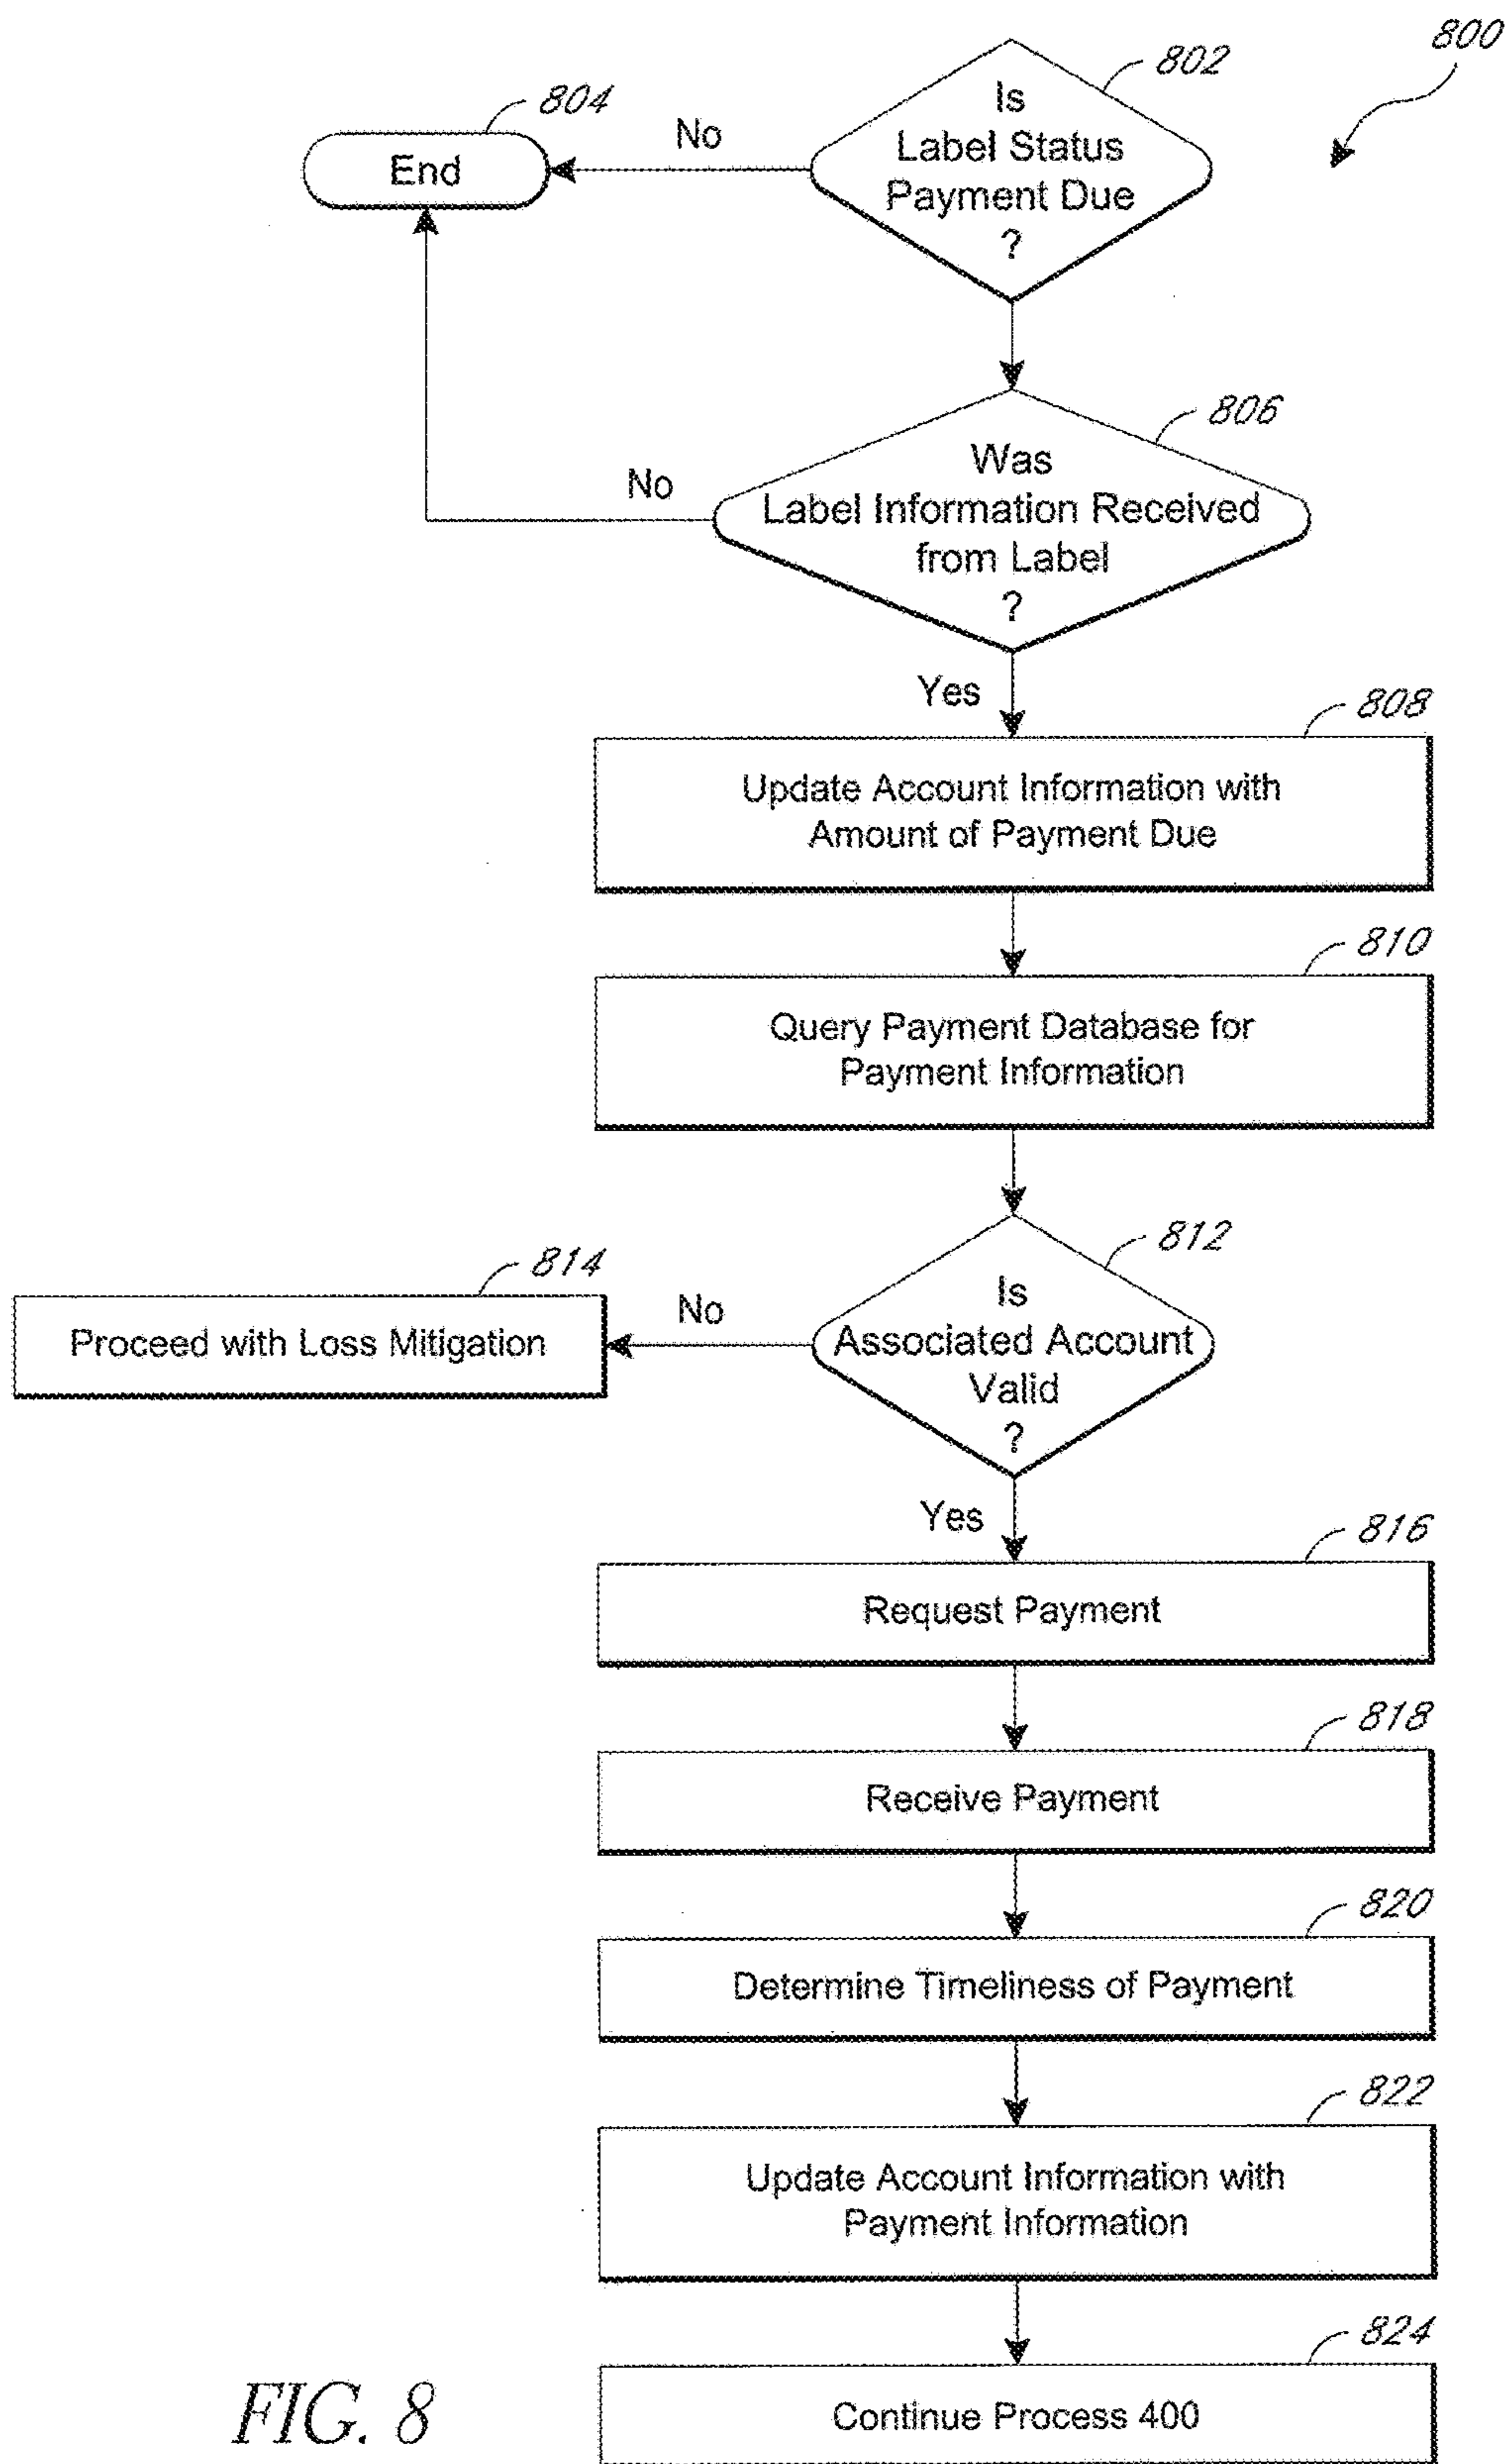 800
802
Is
Label Status
Payment Due
?
804
End
No
806
Was
Label Information Received
from Label
?
No
Yes
808
Update Account Information with
Amount of Payment Due
810
Query Payment Database for
Payment Information
812
Is
Associated Account
Valid
?
814
Proceed with Loss Mitigation
No
Yes
816
Request Payment
818
Receive Payment
820
Determine Timeliness of Payment
822
Update Account Information with
Payment Information
824
Continue Process 400
FIG. 8